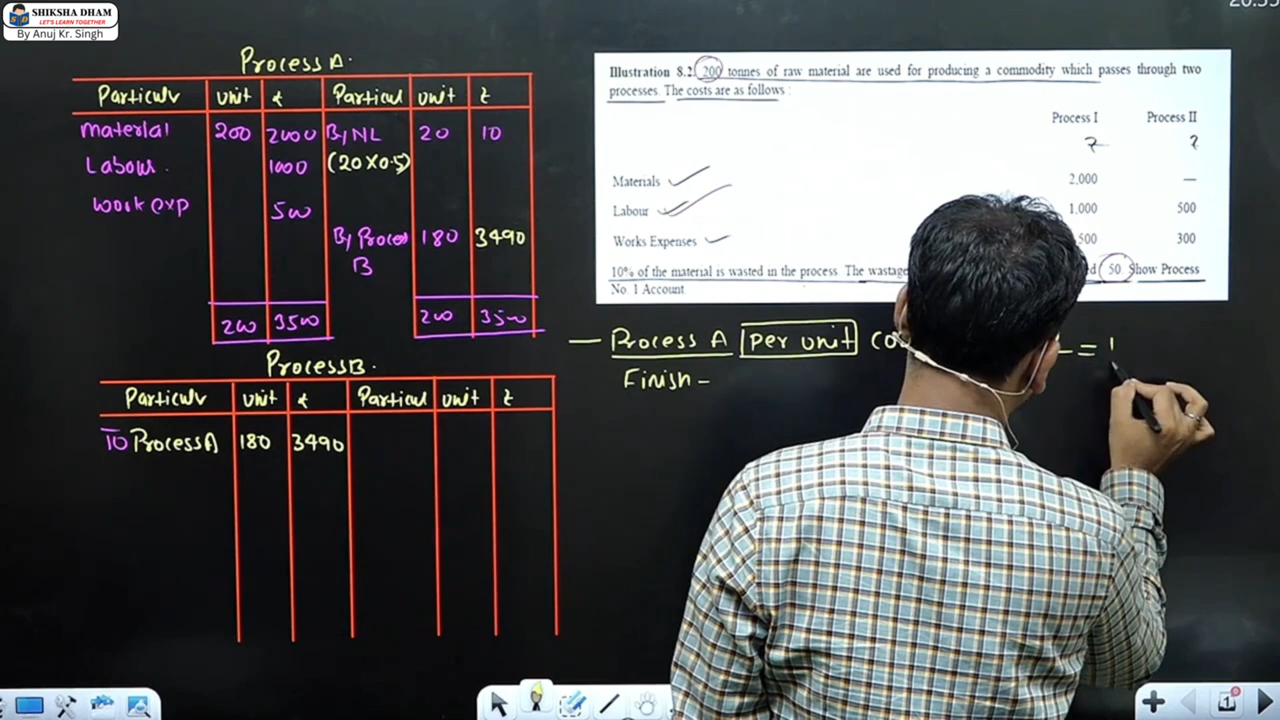 SHIKSHA DHAM
LET'S LEARN TOGETHER
By Anuj Kr. Singh
Process A.
Particulr unit ₹ Particul unit ₹
Material 200 2000 By NL 20 10
Labour. 1000 (20×0.5)
Work exp 500
By Process 180 3490
B
200 3500 200 3500
Process B.
Particulr unit ₹ Particul unit ₹
To Process A 180 3490
Illustration 8.2. 200 tonnes of raw material are used for producing a commodity which passes through two
processes. The costs are as follows :
Process I Process II
₹ ₹
Materials 2,000 —
Labour 1,000 500
Works Expenses 500 300
10% of the material is wasted in the process. The wastage 50. Show Process
No. 1 Account
— Process A Per unit = 1
Finish -
1